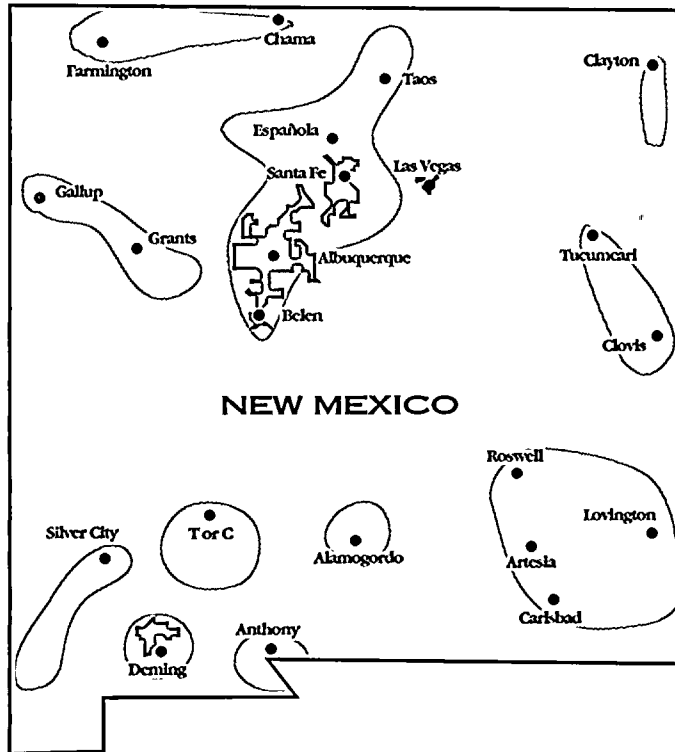 Chama
Farmington
Clayton
Taos
Española
Santa Fe
Las Vegas
Gallup
Grants
Tucumcari
Albuquerque
Belen
Clovis
NEW MEXICO
Roswell
Lovington
Silver City
T or C
Alamogordo
Artesia
Carlsbad
Anthony
Deming